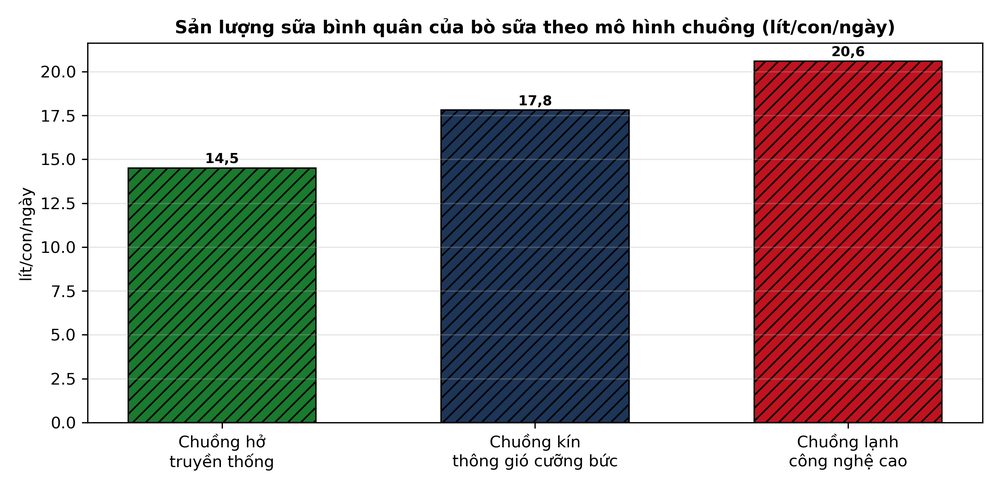 Sản lượng sữa bình quân của bò sữa theo mô hình chuồng (lít/con/ngày)
lít/con/ngày
20.0
17.5
15.0
12.5
10.0
7.5
5.0
2.5
0.0
14,5
17,8
20,6
Chuồng hở
truyền thống
Chuồng kín
thông gió cưỡng bức
Chuồng lạnh
công nghệ cao